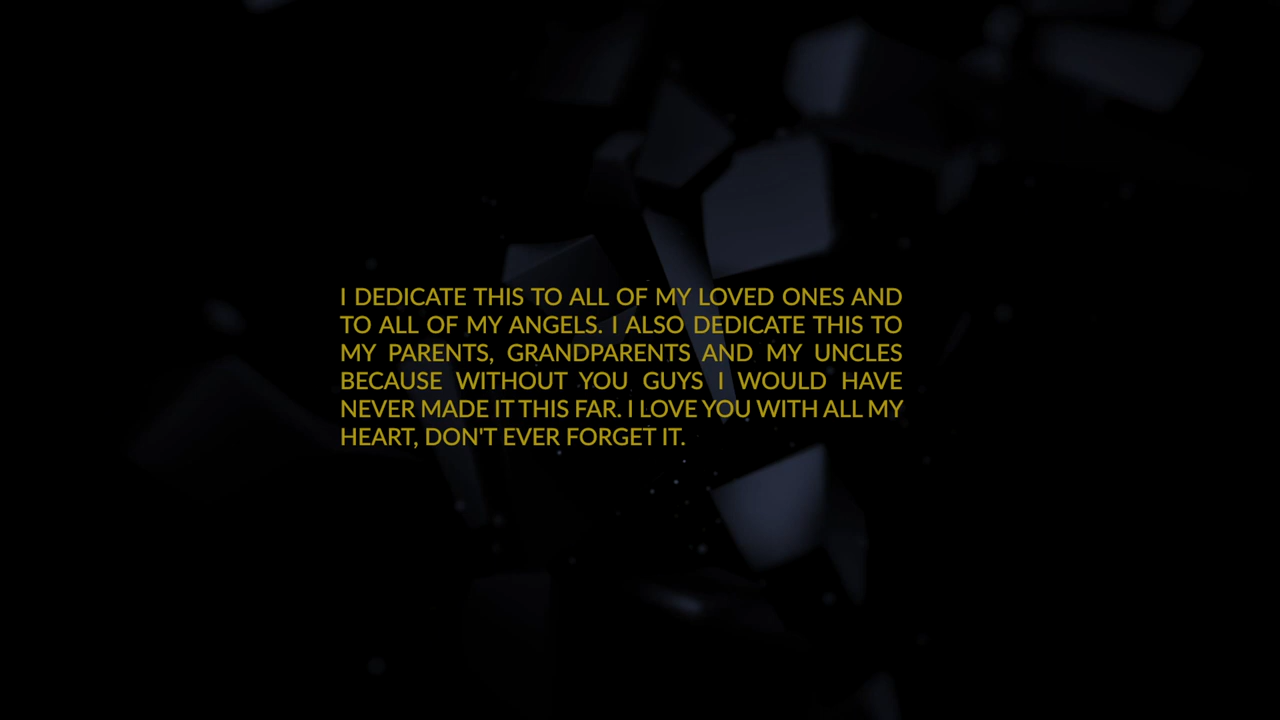 I DEDICATE THIS TO ALL OF MY LOVED ONES AND
TO ALL OF MY ANGELS. I ALSO DEDICATE THIS TO
MY PARENTS, GRANDPARENTS AND MY UNCLES
BECAUSE WITHOUT YOU GUYS I WOULD HAVE
NEVER MADE IT THIS FAR. I LOVE YOU WITH ALL MY
HEART, DON'T EVER FORGET IT.